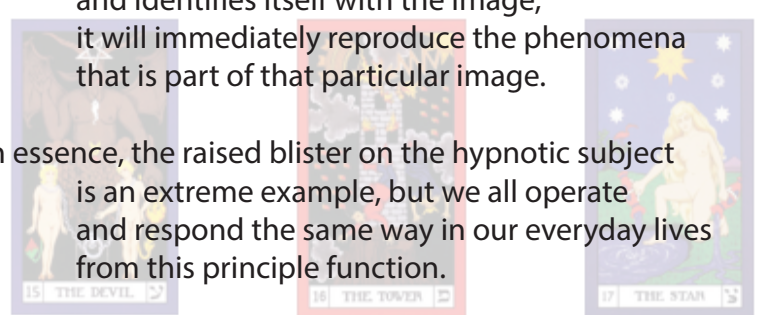 and identifies itself with the image,
it will immediately reproduce the phenomena
that is part of that particular image.
n essence, the raised blister on the hypnotic subject
is an extreme example, but we all operate
and respond the same way in our everyday lives
from this principle function.
15 THE DEVIL ע
16 THE TOWER פ
17 THE STAR צ